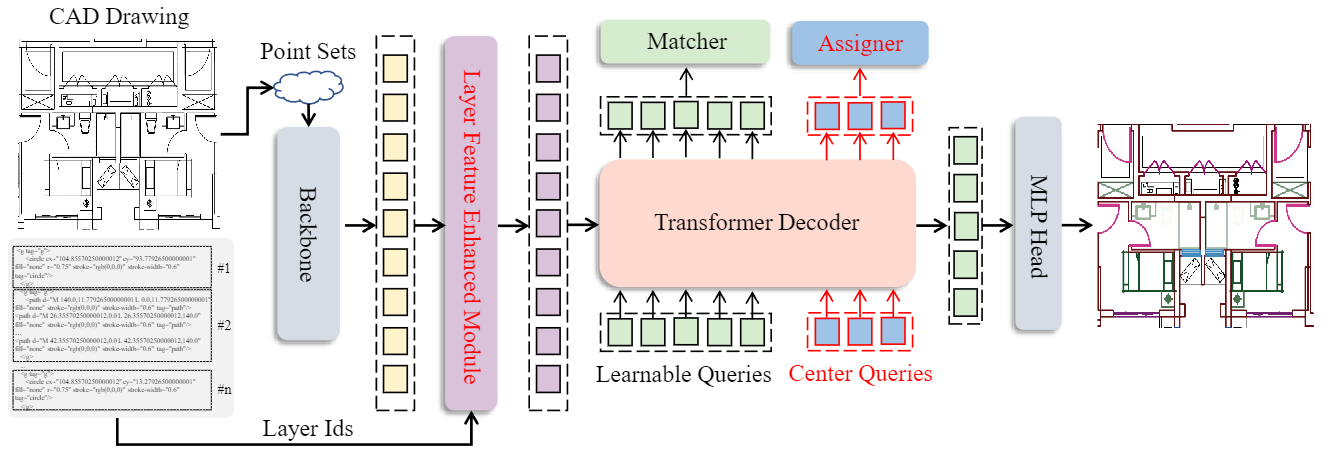 CAD Drawing
Point Sets
Backbone
Layer Feature Enhanced Module
Matcher
Assigner
Transformer Decoder
Learnable Queries
Center Queries
MLP Head
<g tag="g">
<circle cx="104.85570250000012" cy="93.77926500000001"
fill="none" r="0.75" stroke="rgb(0,0,0)" stroke-width="0.6"
tag="circle"/>
</g>
#1
<g tag="g">
<path d="M 140.0,11.779265000000001 L 0.0,11.779265000000001"
fill="none" stroke="rgb(0,0,0)" stroke-width="0.6" tag="path"/>
<path d="M 26.35570250000012,0.0 L 26.35570250000012,140.0"
fill="none" stroke="rgb(0,0,0)" stroke-width="0.6" tag="path"/>
...
<path d="M 42.35570250000012,0.0 L 42.35570250000012,140.0"
fill="none" stroke="rgb(0,0,0)" stroke-width="0.6" tag="path"/>
</g>
#2
...
<g tag="g">
<circle cx="104.85570250000012" cy="13.27926500000001"
fill="none" r="0.75" stroke="rgb(0,0,0)" stroke-width="0.6"
tag="circle"/>
</g>
#n
Layer Ids